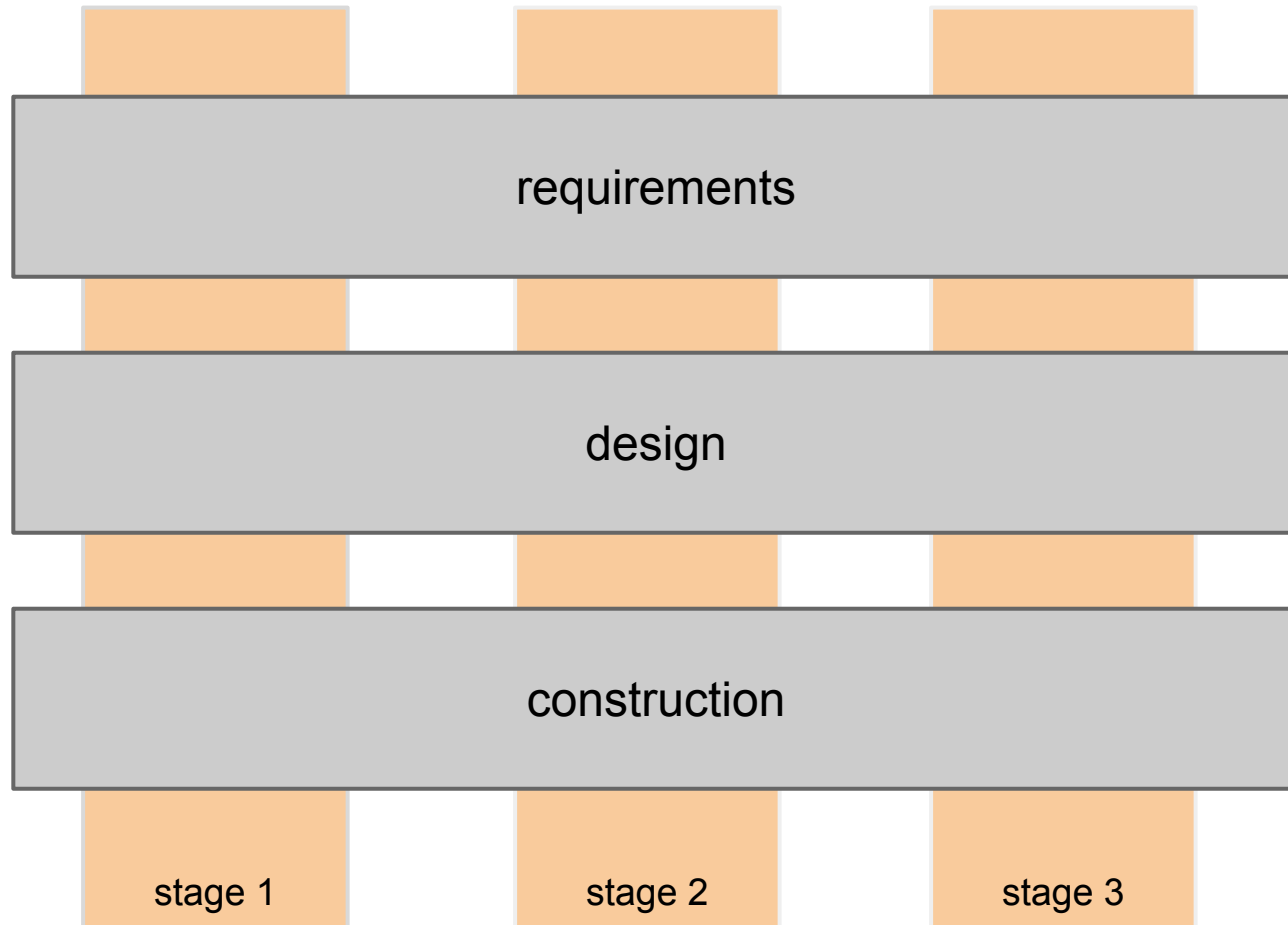 requirements
design
construction
stage 1
stage 2
stage 3